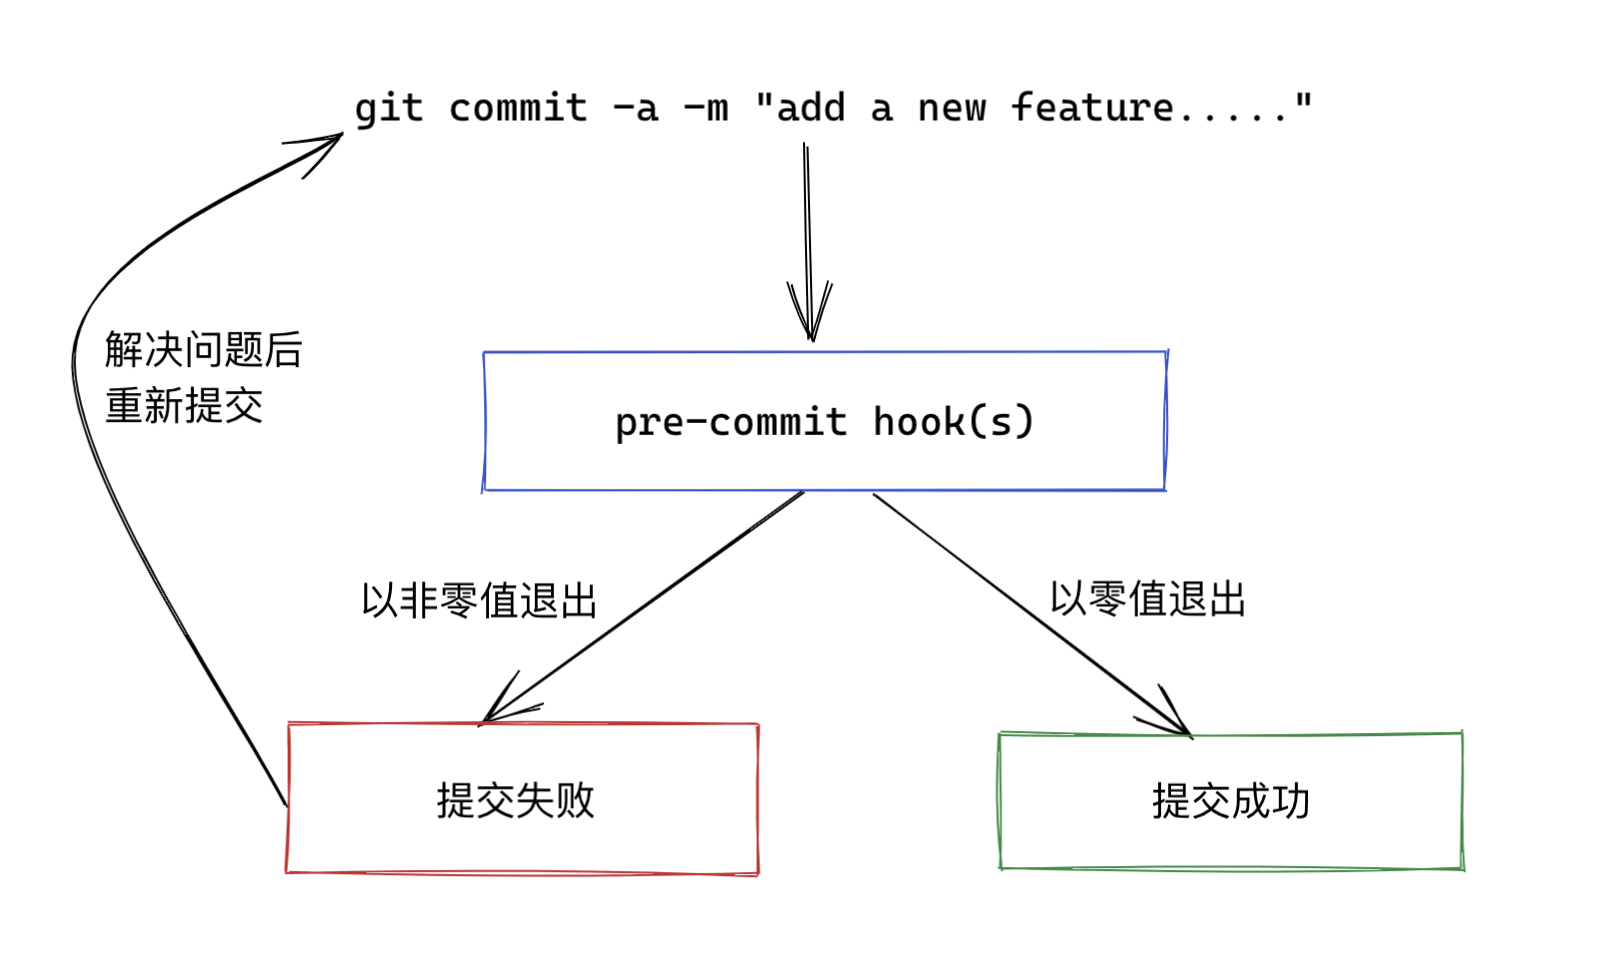 git commit -a -m "add a new feature....."
解决问题后
重新提交
pre-commit hook(s)
以非零值退出
以零值退出
提交失败
提交成功